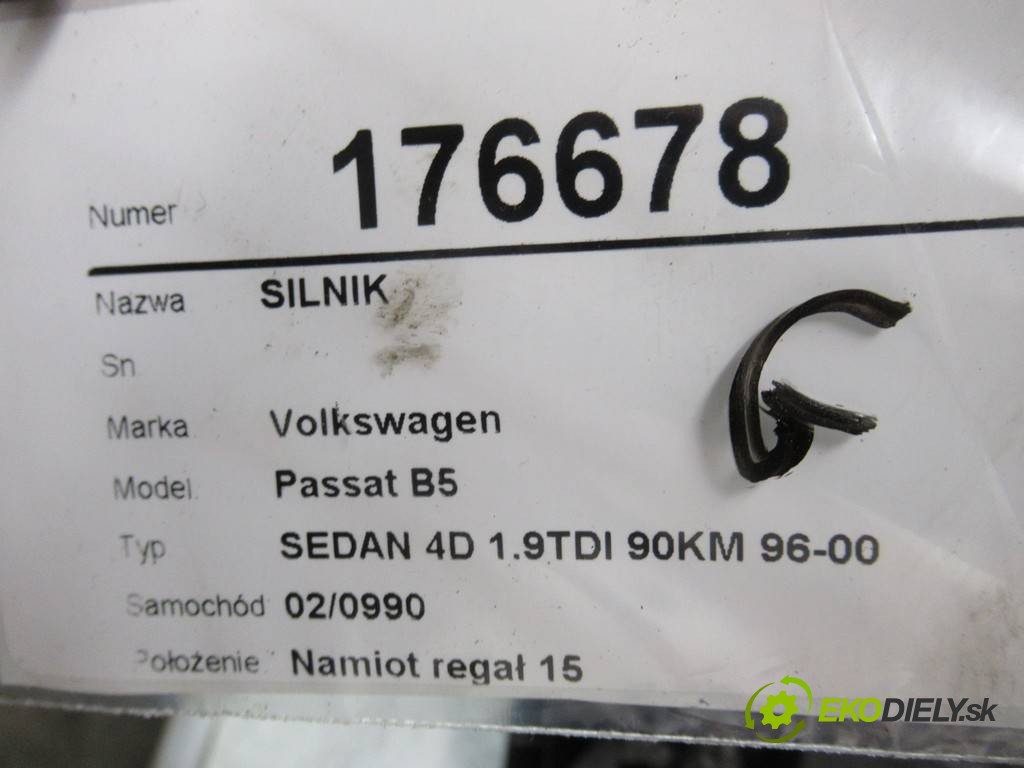 Numer 176678
Nazwa SILNIK
Sn
Marka Volkswagen
Model Passat B5
Typ SEDAN 4D 1.9TDI 90KM 96-00
Samochód 02/0990
Położenie Namiot regał 15
G
EKODIELY.sk